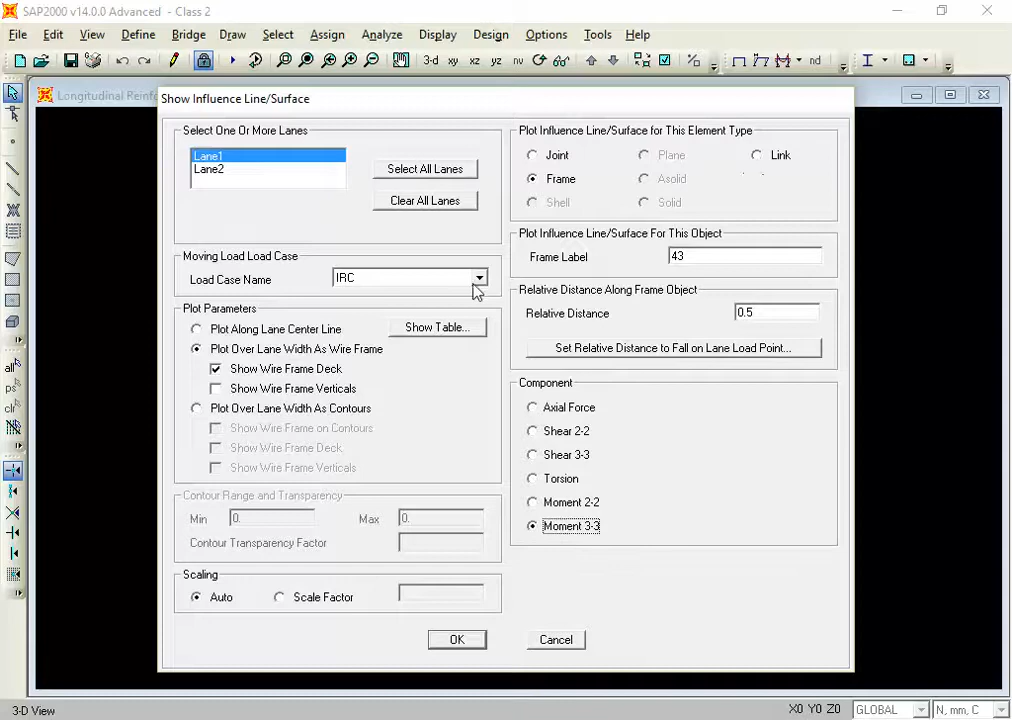 SAP2000 v14.0.0 Advanced - Class 2
File Edit View Define Bridge Draw Select Assign Analyze Display Design Options Tools Help
3-d xy xz yz nv nd
Longitudinal Reinf
Show Influence Line/Surface
Select One Or More Lanes
Lane1
Lane2
Select All Lanes
Clear All Lanes
Moving Load Load Case
Load Case Name IRC
Plot Parameters
Plot Along Lane Center Line Show Table...
Plot Over Lane Width As Wire Frame
Show Wire Frame Deck
Show Wire Frame Verticals
Plot Over Lane Width As Contours
Show Wire Frame on Contours
Show Wire Frame Deck
Show Wire Frame Verticals
Contour Range and Transparency
Min 0. Max 0.
Contour Transparency Factor
Scaling
Auto Scale Factor
Plot Influence Line/Surface for This Element Type
Joint Plane Link
Frame Asolid
Shell Solid
Plot Influence Line/Surface For This Object
Frame Label 43
Relative Distance Along Frame Object
Relative Distance 0.5
Set Relative Distance to Fall on Lane Load Point...
Component
Axial Force
Shear 2-2
Shear 3-3
Torsion
Moment 2-2
Moment 3-3
OK Cancel
all
ps
clr
3-D View X0 Y0 Z0 GLOBAL N, mm, C